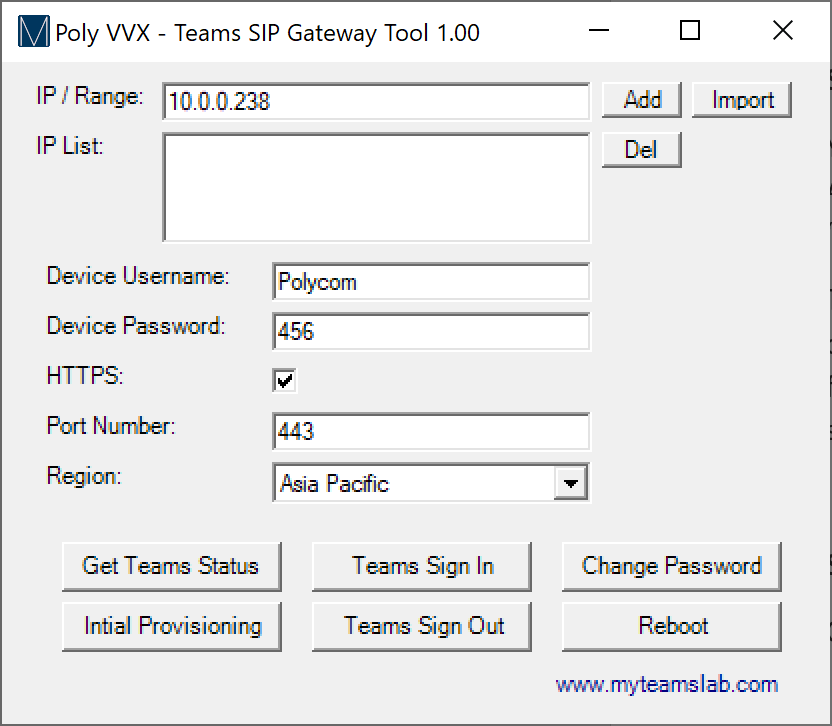 Poly VVX - Teams SIP Gateway Tool 1.00
IP / Range: 10.0.0.238 Add Import
IP List: Del
Device Username: Polycom
Device Password: 456
HTTPS:
Port Number: 443
Region: Asia Pacific
Get Teams Status Teams Sign In Change Password
Intial Provisioning Teams Sign Out Reboot
www.myteamslab.com